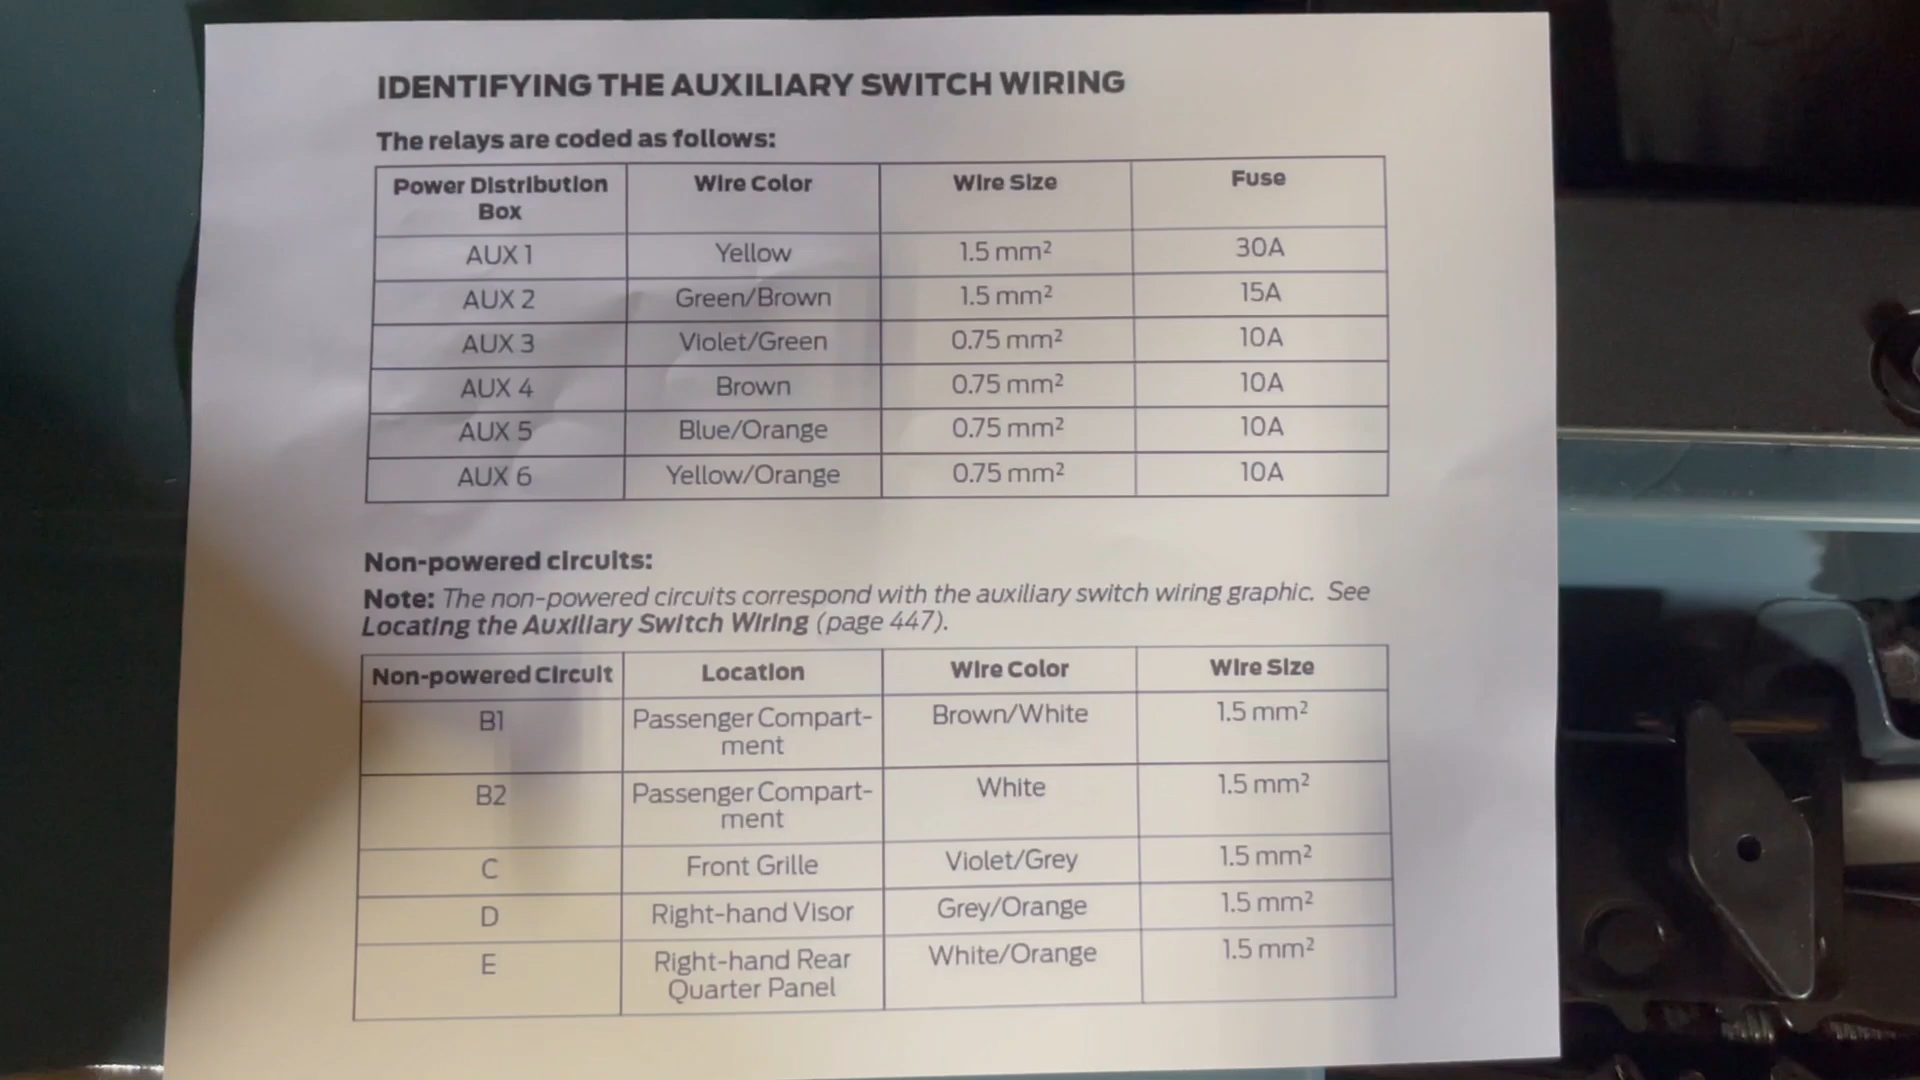 IDENTIFYING THE AUXILIARY SWITCH WIRING
The relays are coded as follows:
Power Distribution Box | Wire Color | Wire Size | Fuse
AUX 1 | Yellow | 1.5 mm² | 30A
AUX 2 | Green/Brown | 1.5 mm² | 15A
AUX 3 | Violet/Green | 0.75 mm² | 10A
AUX 4 | Brown | 0.75 mm² | 10A
AUX 5 | Blue/Orange | 0.75 mm² | 10A
AUX 6 | Yellow/Orange | 0.75 mm² | 10A
Non-powered circuits:
Note: The non-powered circuits correspond with the auxiliary switch wiring graphic. See
Locating the Auxiliary Switch Wiring (page 447).
Non-powered Circuit | Location | Wire Color | Wire Size
B1 | Passenger Compart-ment | Brown/White | 1.5 mm²
B2 | Passenger Compart-ment | White | 1.5 mm²
C | Front Grille | Violet/Grey | 1.5 mm²
D | Right-hand Visor | Grey/Orange | 1.5 mm²
E | Right-hand Rear Quarter Panel | White/Orange | 1.5 mm²